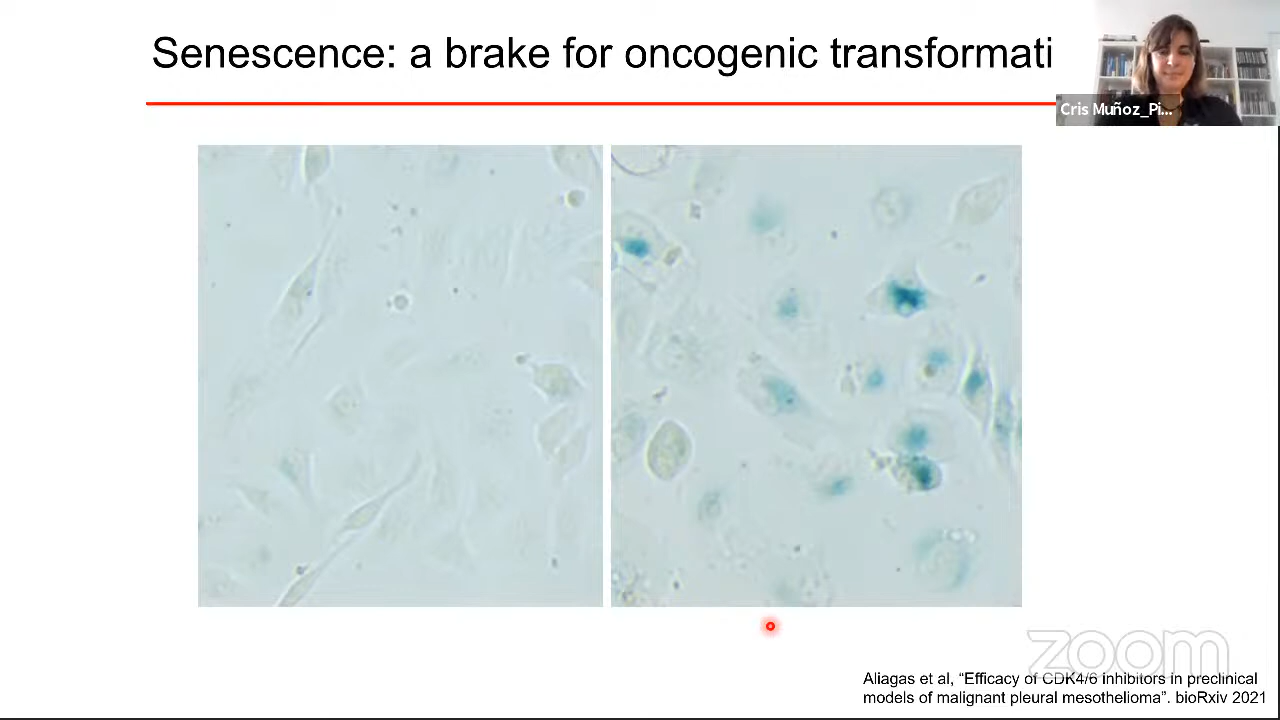 Senescence: a brake for oncogenic transformati
Cris Muñoz_Pi...
zoom
Aliagas et al, “Efficacy of CDK4/6 inhibitors in preclinical
models of malignant pleural mesothelioma”. bioRxiv 2021